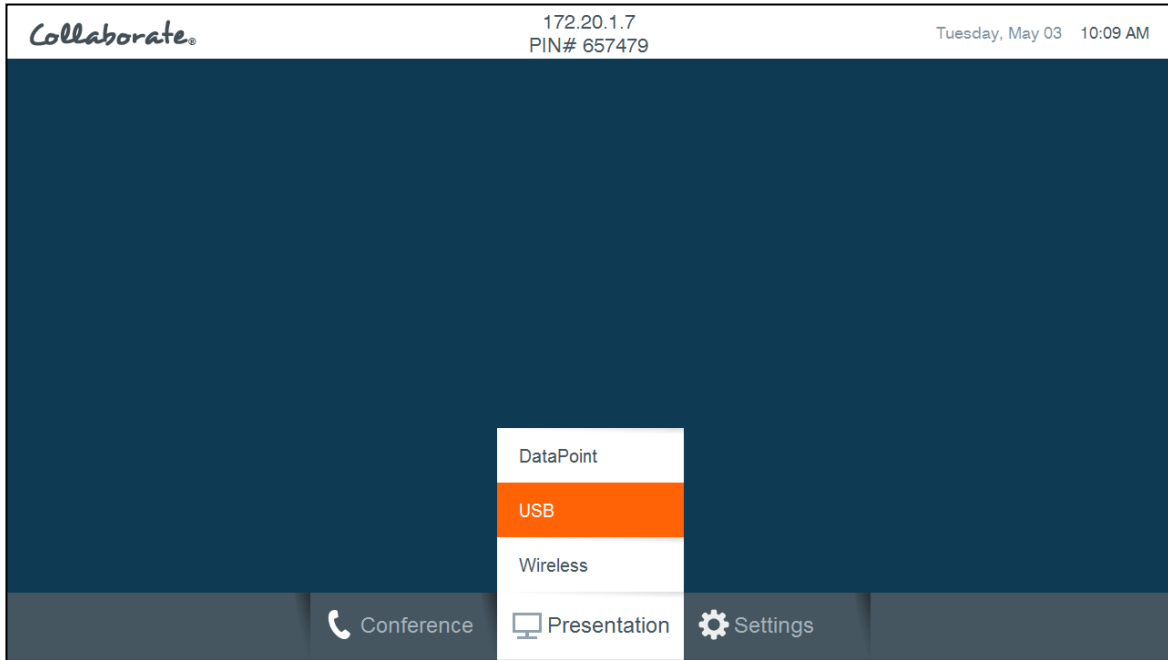 Collaborate®
172.20.1.7
PIN# 657479
Tuesday, May 03 10:09 AM
DataPoint
USB
Wireless
Conference
Presentation
Settings